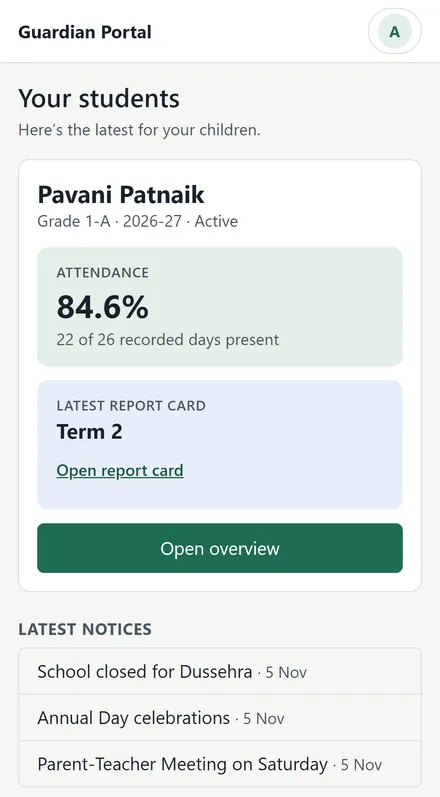 Guardian Portal
A
Your students
Here’s the latest for your children.
Pavani Patnaik
Grade 1-A · 2026-27 · Active
ATTENDANCE
84.6%
22 of 26 recorded days present
LATEST REPORT CARD
Term 2
Open report card
Open overview
LATEST NOTICES
School closed for Dussehra · 5 Nov
Annual Day celebrations · 5 Nov
Parent-Teacher Meeting on Saturday · 5 Nov